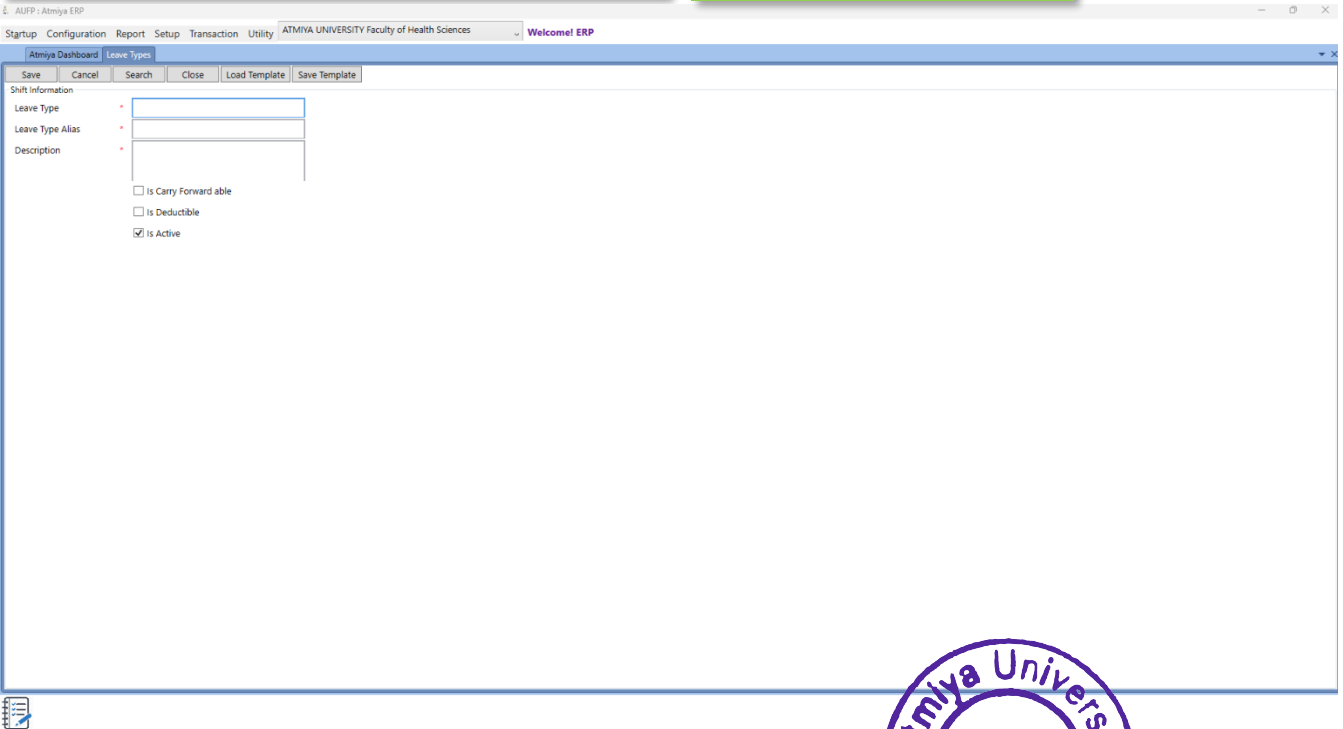 AUFP : Atmiya ERP
Startup Configuration Report Setup Transaction Utility ATMIYA UNIVERSITY Faculty of Health Sciences Welcome! ERP
Atmiya Dashboard Leave Types
Save Cancel Search Close Load Template Save Template
Shift Information
Leave Type *
Leave Type Alias *
Description *
Is Carry Forward able
Is Deductible
Is Active